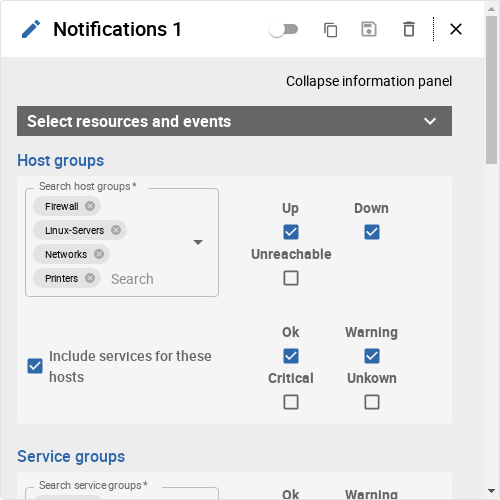 Notifications 1
Collapse information panel
Select resources and events
Host groups
Search host groups *
Firewall
Linux-Servers
Networks
Printers
Search
Up
Down
Unreachable
Include services for these
hosts
Ok
Warning
Critical
Unkown
Service groups
Search service groups *
Ok
Warning